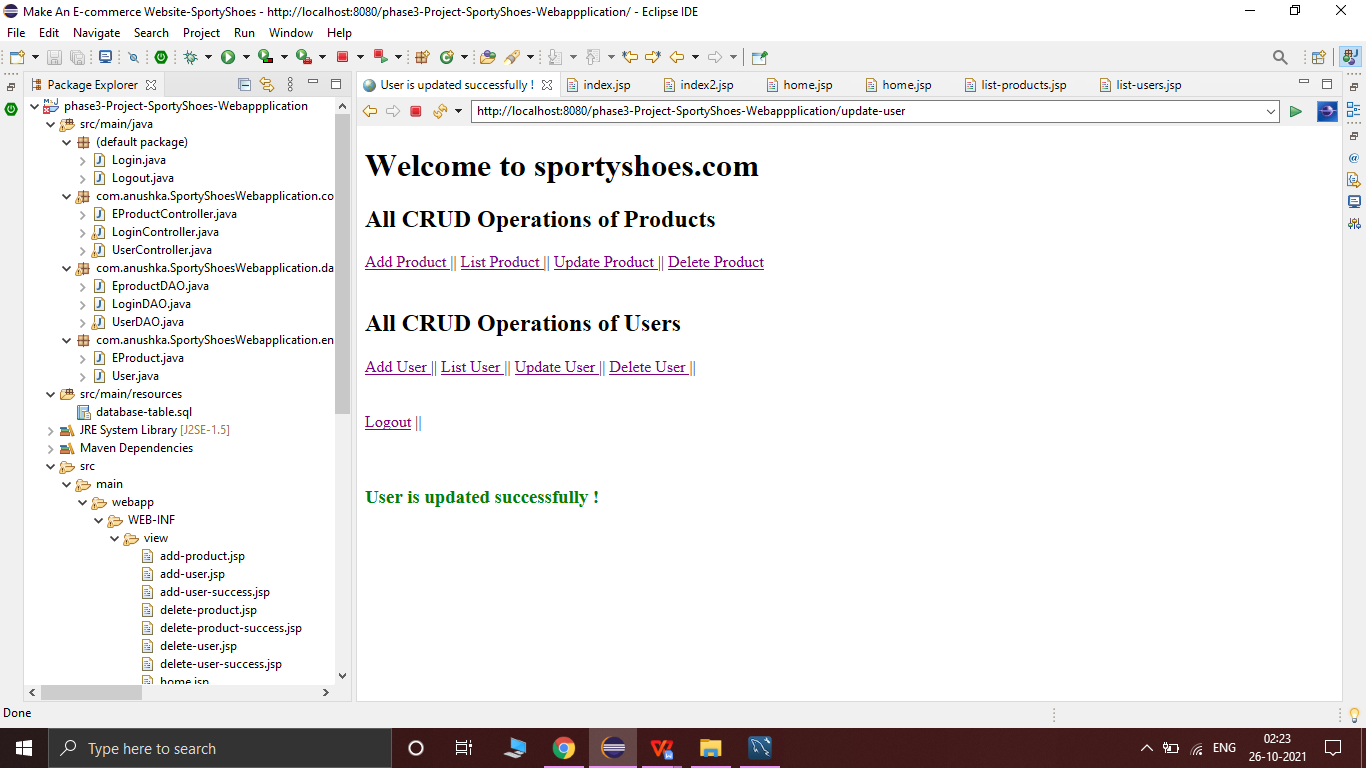 Make An E-commerce Website-SportyShoes - http://localhost:8080/phase3-Project-SportyShoes-Webappplication/ - Eclipse IDE
File Edit Navigate Search Project Run Window Help
Package Explorer
phase3-Project-SportyShoes-Webappplication
src/main/java
(default package)
Login.java
Logout.java
com.anushka.SportyShoesWebapplication.co
EProductController.java
LoginController.java
UserController.java
com.anushka.SportyShoesWebapplication.da
EproductDAO.java
LoginDAO.java
UserDAO.java
com.anushka.SportyShoesWebapplication.en
EProduct.java
User.java
src/main/resources
database-table.sql
JRE System Library [J2SE-1.5]
Maven Dependencies
src
main
webapp
WEB-INF
view
add-product.jsp
add-user.jsp
add-user-success.jsp
delete-product.jsp
delete-product-success.jsp
delete-user.jsp
delete-user-success.jsp
home.jsp
User is updated successfully ! index.jsp index2.jsp home.jsp home.jsp list-products.jsp list-users.jsp
http://localhost:8080/phase3-Project-SportyShoes-Webappplication/update-user
Welcome to sportyshoes.com
All CRUD Operations of Products
Add Product || List Product || Update Product || Delete Product
All CRUD Operations of Users
Add User || List User || Update User || Delete User ||
Logout ||
User is updated successfully !
Done
Type here to search
ENG
02:23
26-10-2021